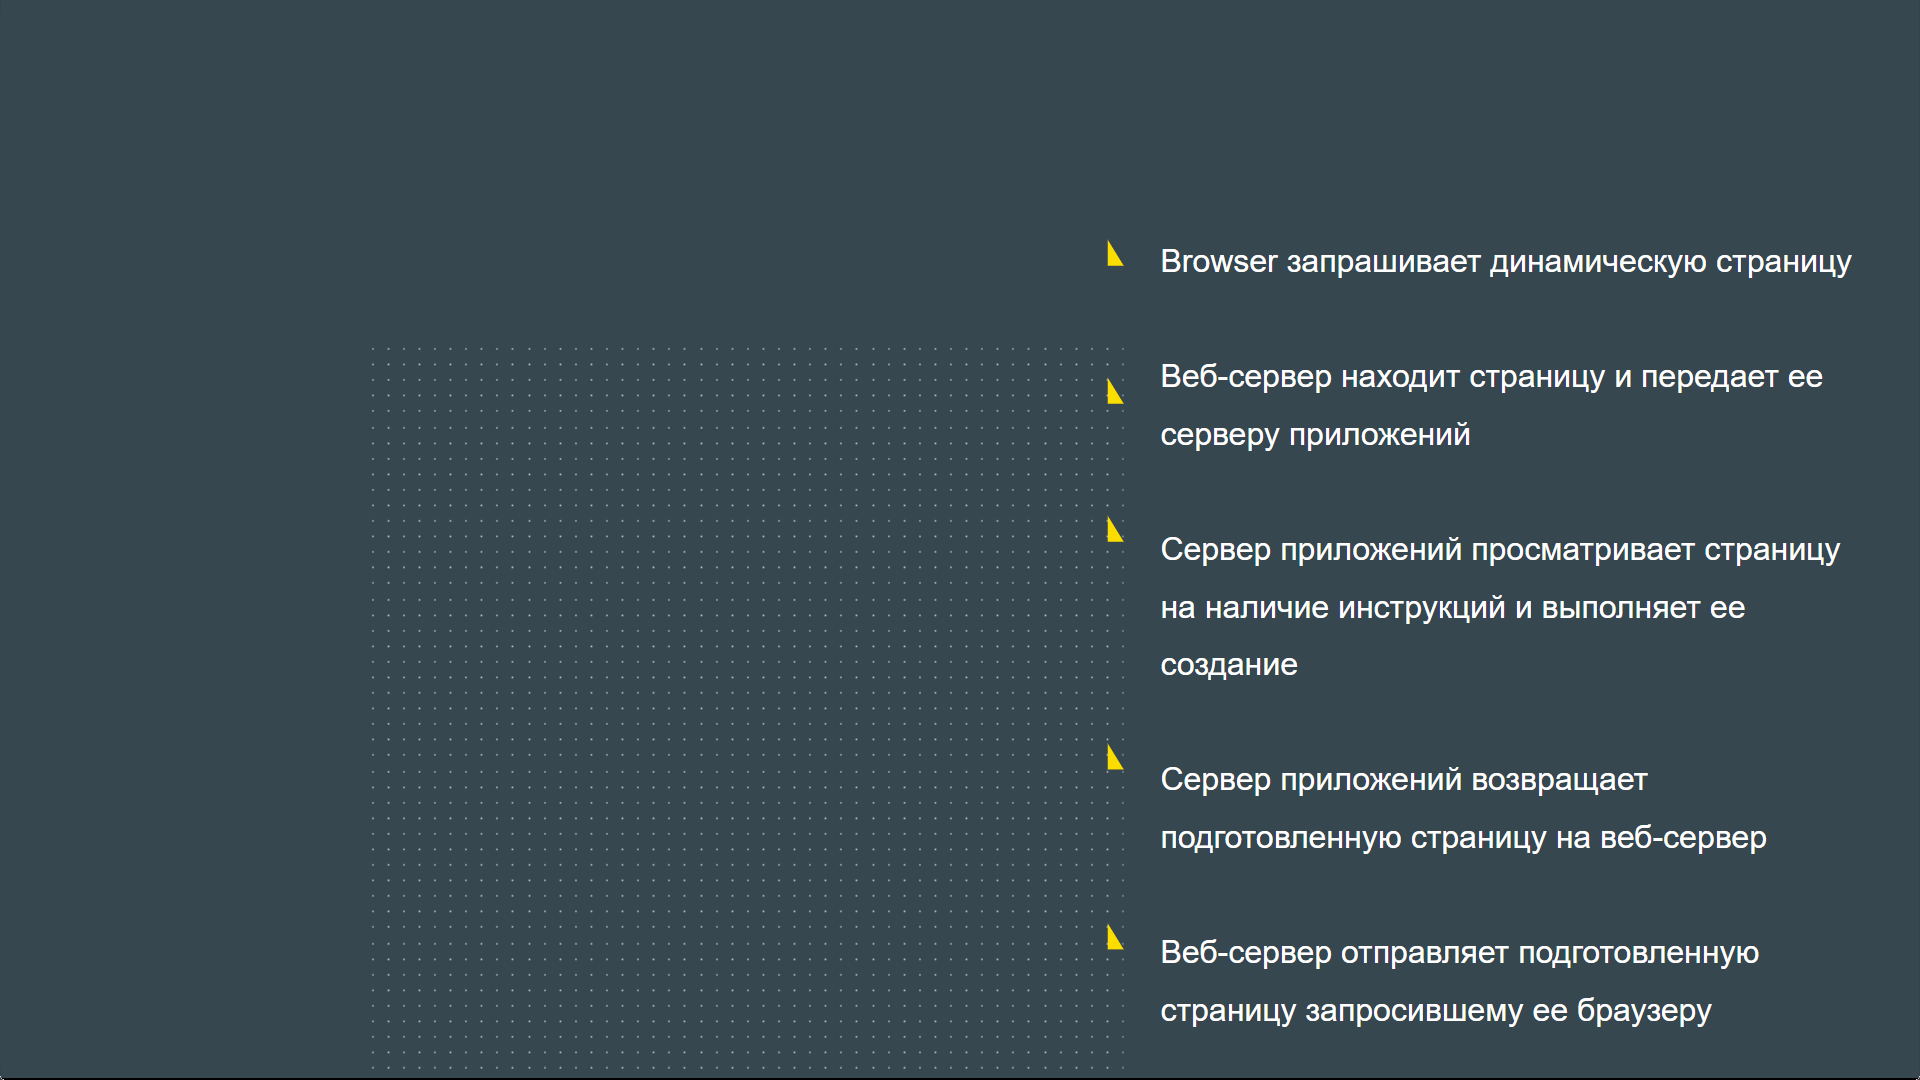 Browser запрашивает динамическую страницу
Веб-сервер находит страницу и передает ее
серверу приложений
Сервер приложений просматривает страницу
на наличие инструкций и выполняет ее
создание
Сервер приложений возвращает
подготовленную страницу на веб-сервер
Веб-сервер отправляет подготовленную
страницу запросившему ее браузеру